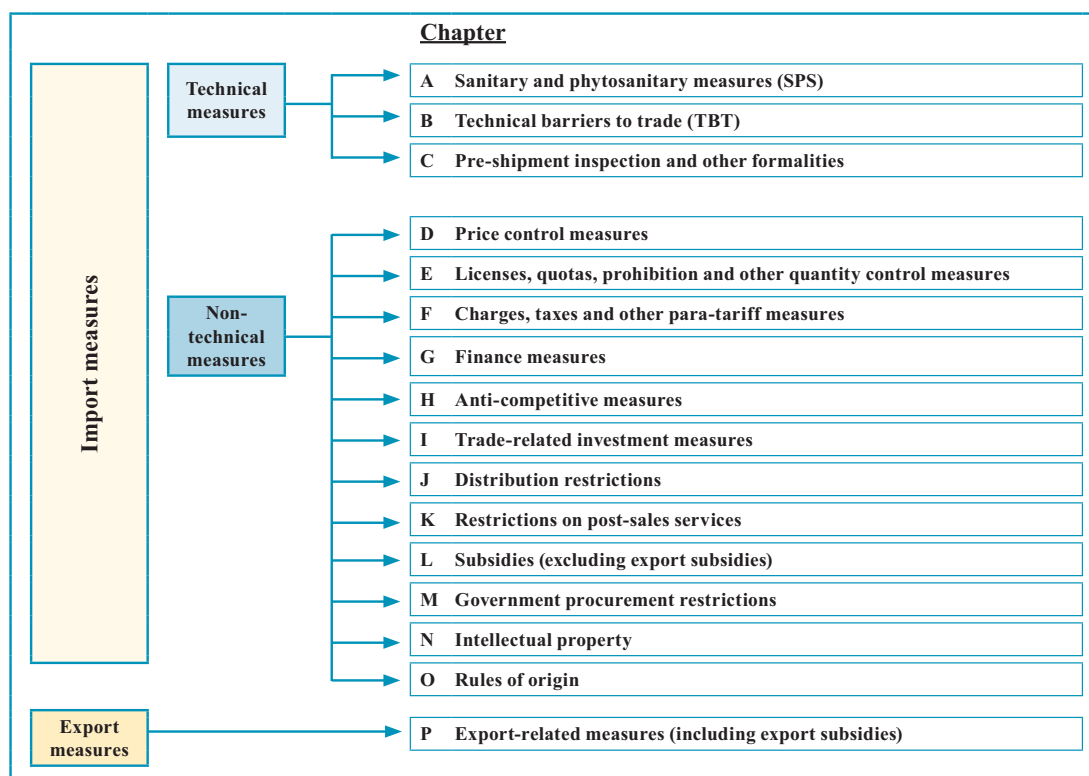 Chapter
Import measures
Technical
measures
A Sanitary and phytosanitary measures (SPS)
B Technical barriers to trade (TBT)
C Pre-shipment inspection and other formalities
Non-
technical
measures
D Price control measures
E Licenses, quotas, prohibition and other quantity control measures
F Charges, taxes and other para-tariff measures
G Finance measures
H Anti-competitive measures
I Trade-related investment measures
J Distribution restrictions
K Restrictions on post-sales services
L Subsidies (excluding export subsidies)
M Government procurement restrictions
N Intellectual property
O Rules of origin
Export
measures
P Export-related measures (including export subsidies)